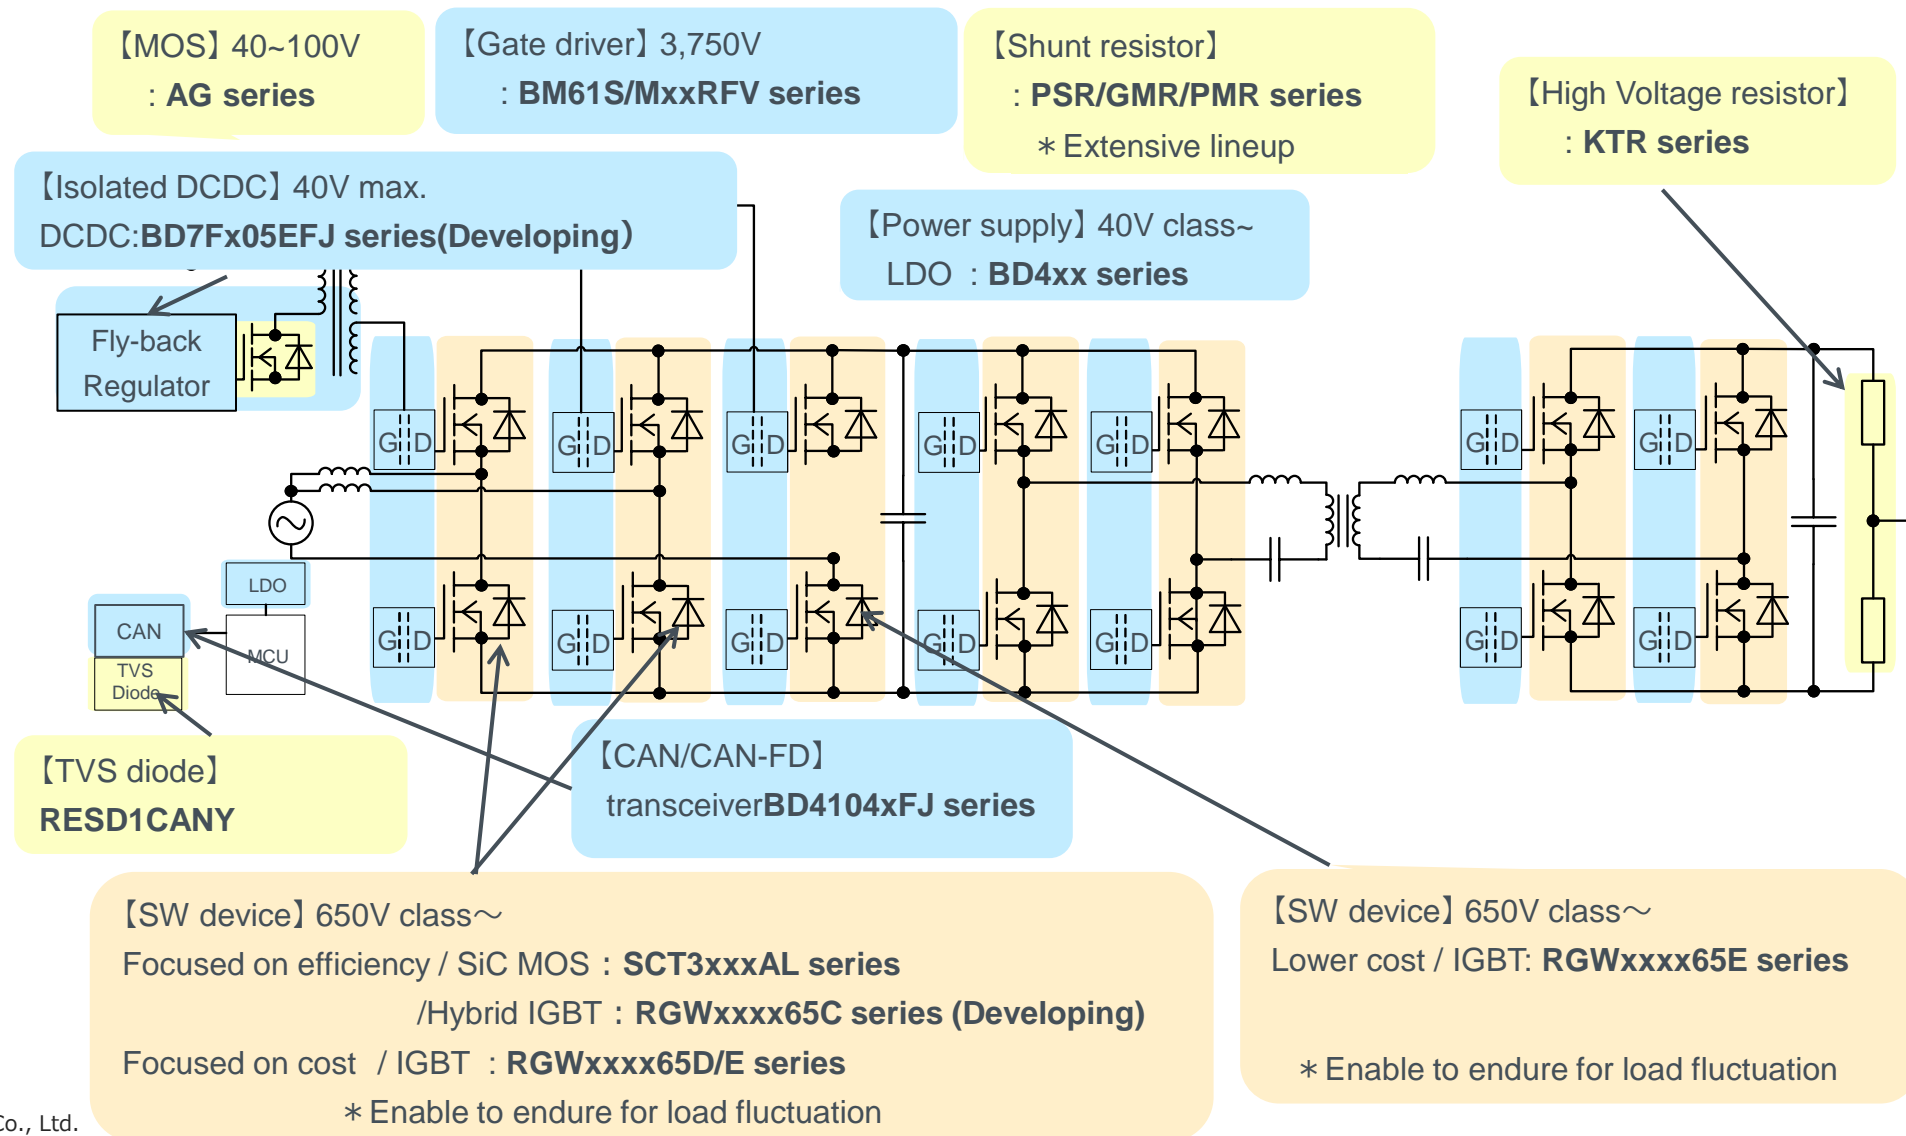 【MOS】 40~100V
: AG series
【Gate driver】 3,750V
: BM61S/MxxRFV series
【Shunt resistor】
: PSR/GMR/PMR series
＊Extensive lineup
【High Voltage resistor】
: KTR series
【Isolated DCDC】 40V max.
DCDC:BD7Fx05EFJ series(Developing）
【Power supply】 40V class~
LDO : BD4xx series
Fly-back
Regulator
G D
G D
G D
G D
G D
G D
G D
G D
G D
G D
G D
G D
G D
G D
LDO
CAN
MCU
TVS
Diode
【TVS diode】
RESD1CANY
【CAN/CAN-FD】
transceiverBD4104xFJ series
【SW device】 650V class～
Focused on efficiency / SiC MOS : SCT3xxxAL series
/Hybrid IGBT : RGWxxxx65C series (Developing)
Focused on cost / IGBT : RGWxxxx65D/E series
＊Enable to endure for load fluctuation
【SW device】 650V class～
Lower cost / IGBT: RGWxxxx65E series
＊Enable to endure for load fluctuation
Co., Ltd.